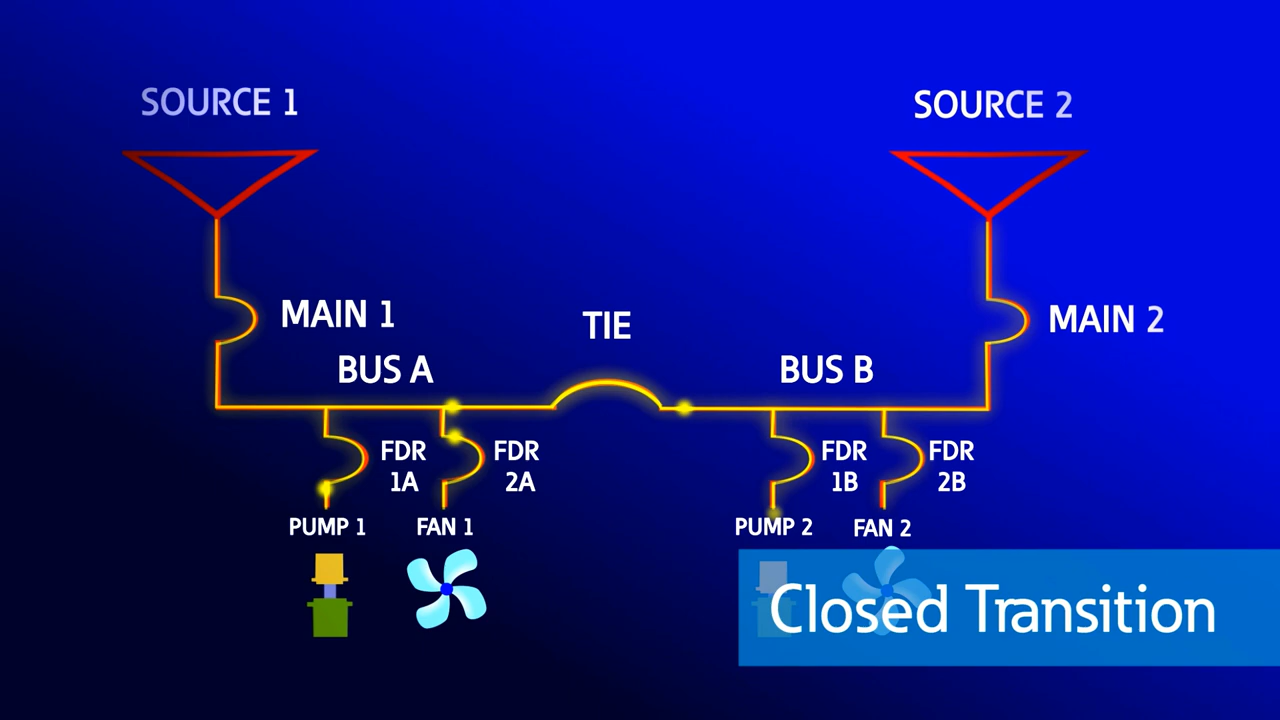 SOURCE 1
SOURCE 2
MAIN 1
TIE
MAIN 2
BUS A
BUS B
FDR
1A
FDR
2A
FDR
1B
FDR
2B
PUMP 1
FAN 1
PUMP 2
FAN 2
Closed Transition